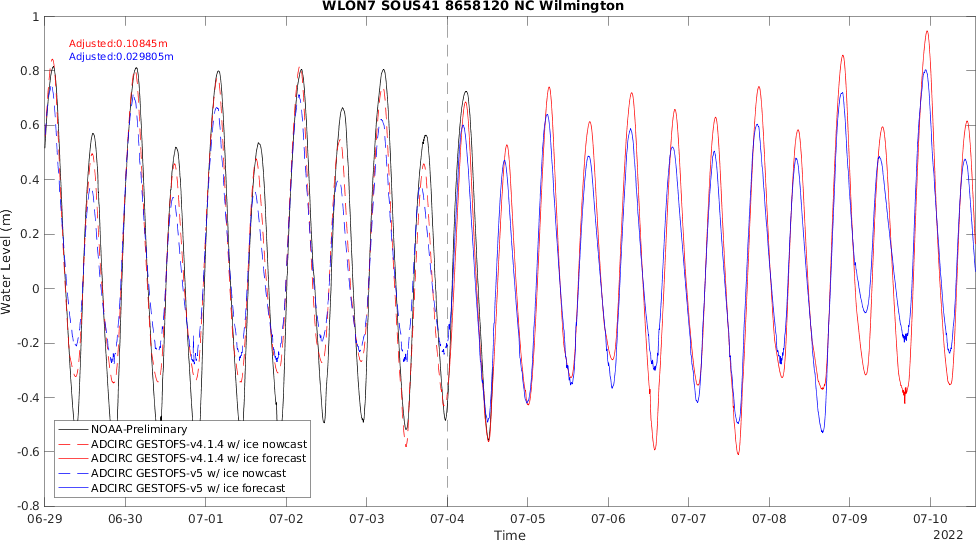 WLON7 SOUS41 8658120 NC Wilmington
Adjusted:0.10845m
Adjusted:0.029805m
Water Level (m)
1
0.8
0.6
0.4
0.2
0
-0.2
-0.4
-0.6
-0.8
NOAA-Preliminary
ADCIRC GESTOFS-v4.1.4 w/ ice nowcast
ADCIRC GESTOFS-v4.1.4 w/ ice forecast
ADCIRC GESTOFS-v5 w/ ice nowcast
ADCIRC GESTOFS-v5 w/ ice forecast
06-29 06-30 07-01 07-02 07-03 07-04 07-05 07-06 07-07 07-08 07-09 07-10
Time
2022